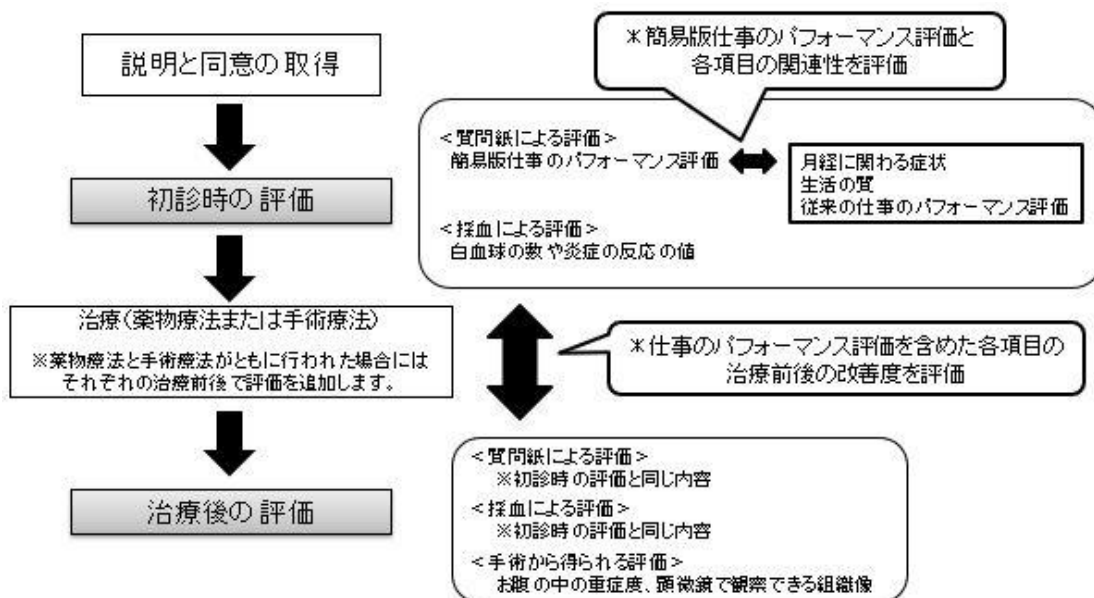 説明と同意の取得
初診時の評価
治療(薬物療法または手術療法)
※薬物療法と手術療法がともに行われた場合には
それぞれの治療前後で評価を追加します。
治療後の評価
*簡易版仕事のパフォーマンス評価と
各項目の関連性を評価
<質問紙による評価>
簡易版仕事のパフォーマンス評価
月経に関わる症状
生活の質
従来の仕事のパフォーマンス評価
<採血による評価>
白血球の数や炎症の反応の値
*仕事のパフォーマンス評価を含めた各項目の
治療前後の改善度を評価
<質問紙による評価>
※初診時の評価と同じ内容
<採血による評価>
※初診時の評価と同じ内容
<手術から得られる評価>
お腹の中の重症度、顕微鏡で観察できる組織像